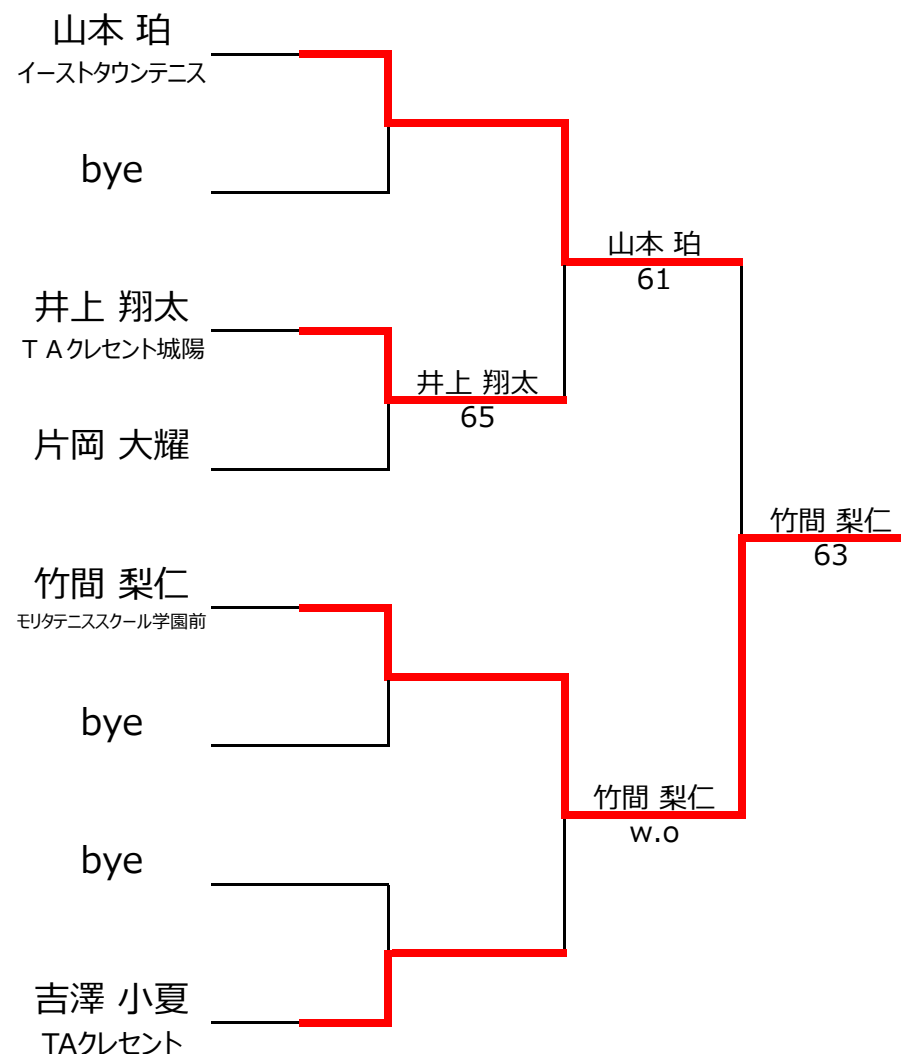 山本 珀
イーストタウンテニス
bye
山本 珀
61
井上 翔太
ＴＡクレセント城陽
井上 翔太
65
片岡 大耀
竹間 梨仁
63
竹間 梨仁
モリタテニススクール学園前
bye
竹間 梨仁
w.o
bye
吉澤 小夏
TAクレセント